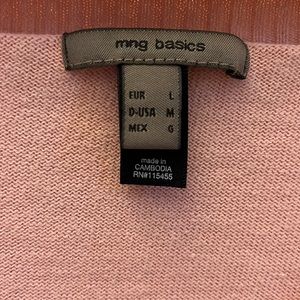 mng basics
EUR L
D-USA M
MEX G
made in
CAMBODIA
RN#115455